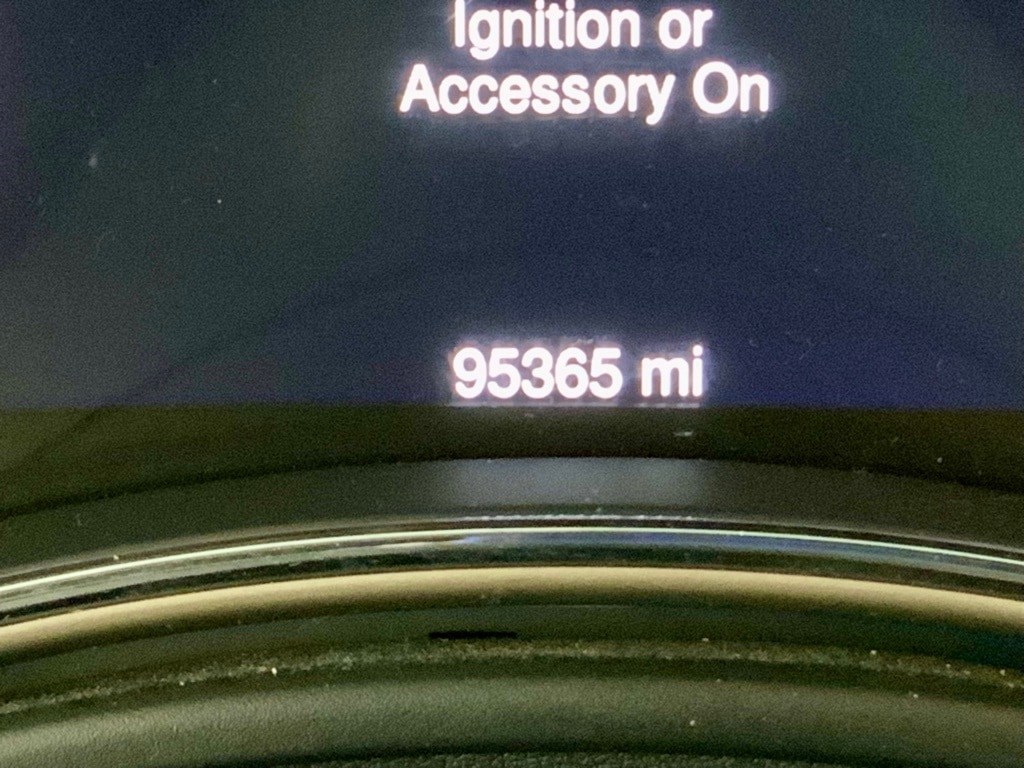 Ignition or
Accessory On
95365 mi